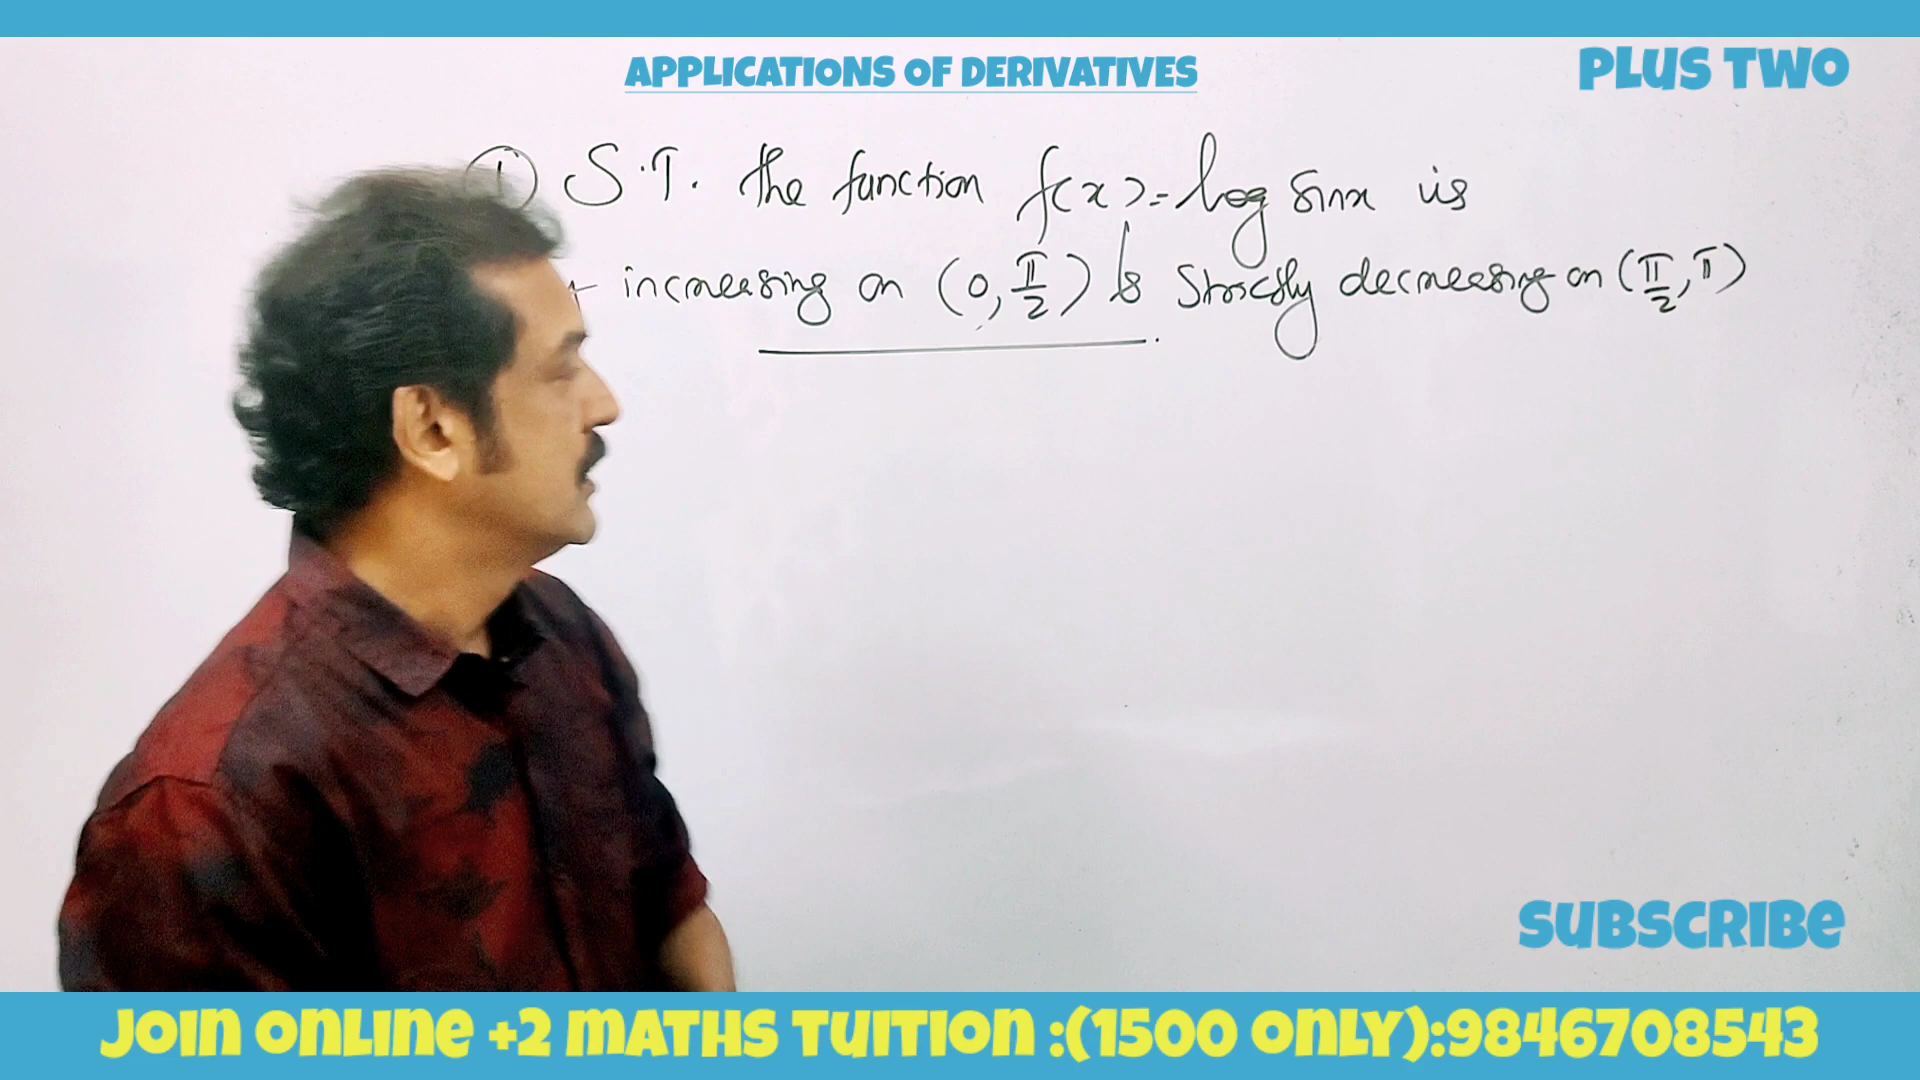 APPLICATIONS OF DERIVATIVES
PLUS TWO
① S.T. the function f(x) = log sinx is
increasing on (0, π/2) & strictly decreasing on (π/2, π)
SUBSCRIBE
JOIN ONLINE +2 MATHS TUITION :(1500 ONLY):9846708543